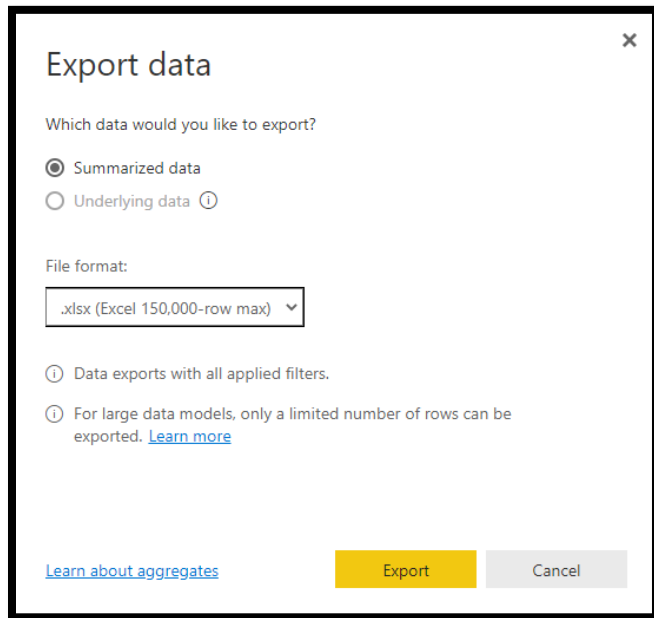 Export data
Which data would you like to export?
Summarized data
Underlying data
File format:
.xlsx (Excel 150,000-row max)
Data exports with all applied filters.
For large data models, only a limited number of rows can be
exported. Learn more
Learn about aggregates Export Cancel